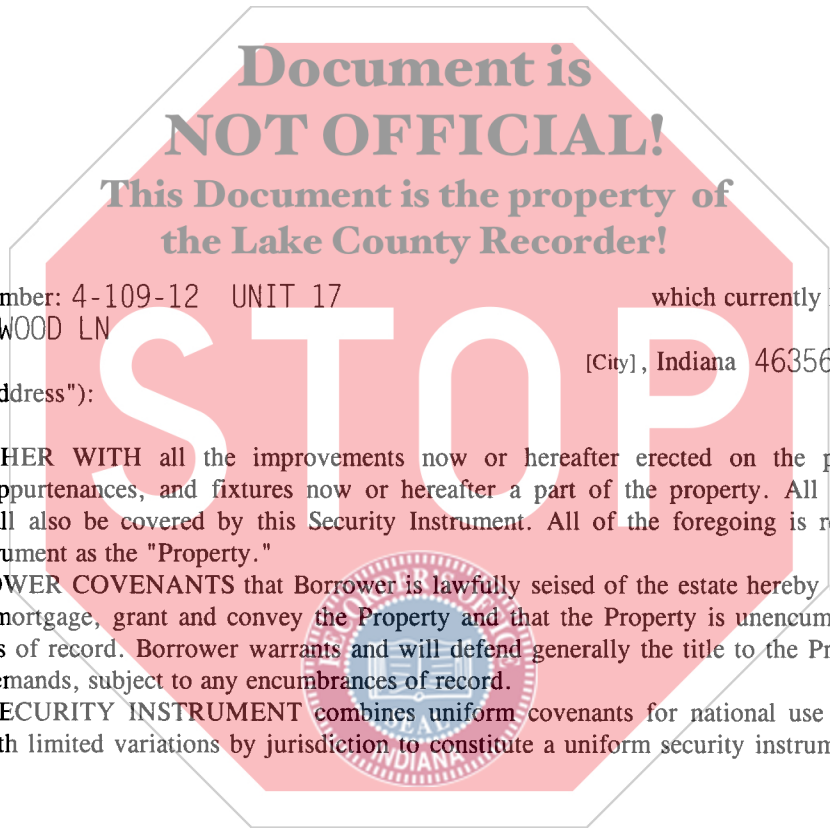 Document is
NOT OFFICIAL!
This Document is the property of
the Lake County Recorder!
STOP
mber: 4-109-12 UNIT 17 which currently
WOOD LN
[City], Indiana 46356
ddress"):
HER WITH all the improvements now or hereafter erected on the p
ppurtenances, and fixtures now or hereafter a part of the property. All
ll also be covered by this Security Instrument. All of the foregoing is re
rument as the "Property."
OWER COVENANTS that Borrower is lawfully seised of the estate hereby
mortgage, grant and convey the Property and that the Property is unencum
s of record. Borrower warrants and will defend generally the title to the Pr
emands, subject to any encumbrances of record.
ECURITY INSTRUMENT combines uniform covenants for national use
th limited variations by jurisdiction to constitute a uniform security instrum
RECORDER'S OFFICE
SEAL
INDIANA